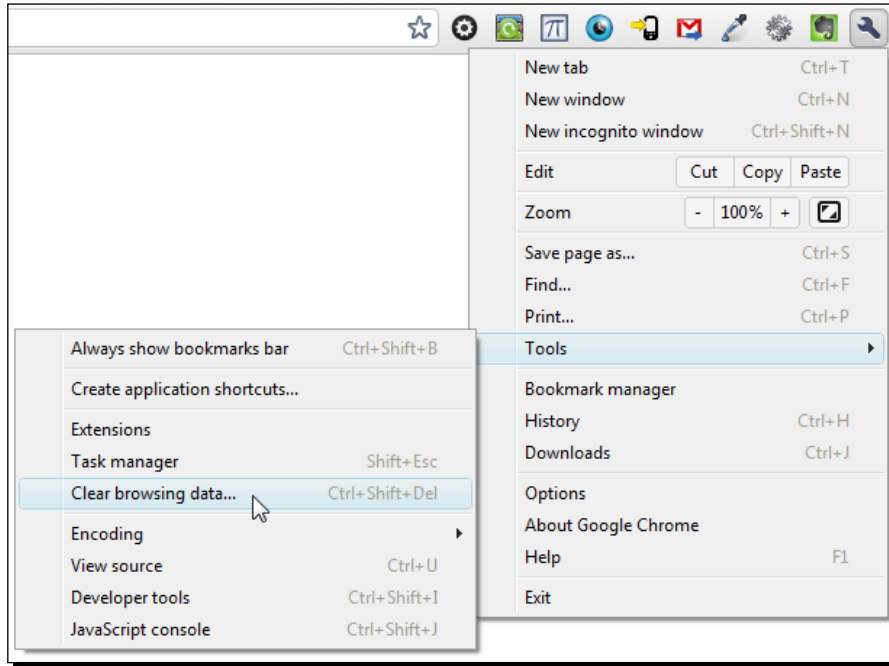 π
New tab Ctrl+T
New window Ctrl+N
New incognito window Ctrl+Shift+N
Edit Cut Copy Paste
Zoom - 100% +
Save page as... Ctrl+S
Find... Ctrl+F
Print... Ctrl+P
Tools
Bookmark manager
History Ctrl+H
Downloads Ctrl+J
Options
About Google Chrome
Help F1
Exit
Always show bookmarks bar Ctrl+Shift+B
Create application shortcuts...
Extensions
Task manager Shift+Esc
Clear browsing data... Ctrl+Shift+Del
Encoding
View source Ctrl+U
Developer tools Ctrl+Shift+I
JavaScript console Ctrl+Shift+J